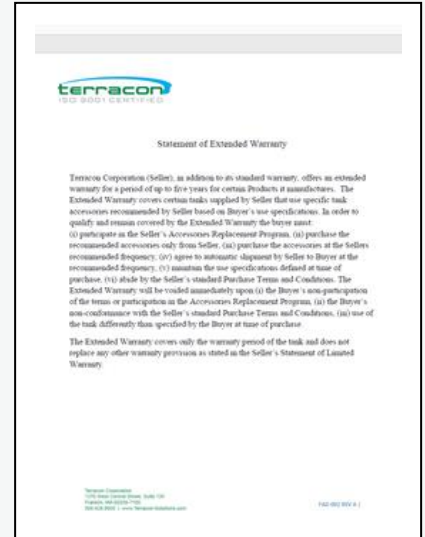 terracon
ISO 9001 CERTIFIED
Statement of Extended Warranty
Terracon Corporation (Seller), in addition to its standard warranty, offers an extended
warranty for a period of up to five years for certain Products it manufactures. The
Extended Warranty covers certain tanks supplied by Seller that use specific tank
accessories recommended by Seller based on Buyer's use specifications. In order to
qualify and remain covered by the Extended Warranty the buyer must:
(i) participate in the Seller's Accessories Replacement Program, (ii) purchase the
recommended accessories only from Seller, (iii) purchase the accessories at the Sellers
recommended frequency, (iv) agree to automatic shipment by Seller to Buyer at the
recommended frequency, (v) maintain the use specifications defined at time of
purchase, (vi) abide by the Seller's standard Purchase Terms and Conditions. The
Extended Warranty will be voided immediately upon (i) the Buyer's non-participation
of the terms or participation in the Accessories Replacement Program, (ii) the Buyer's
non-conformance with the Seller's standard Purchase Terms and Conditions, (iii) use of
the tank differently than specified by the Buyer at time of purchase.
The Extended Warranty covers only the warranty period of the tank and does not
replace any other warranty provision as stated in the Seller's Statement of Limited
Warranty.
Terracon Corporation